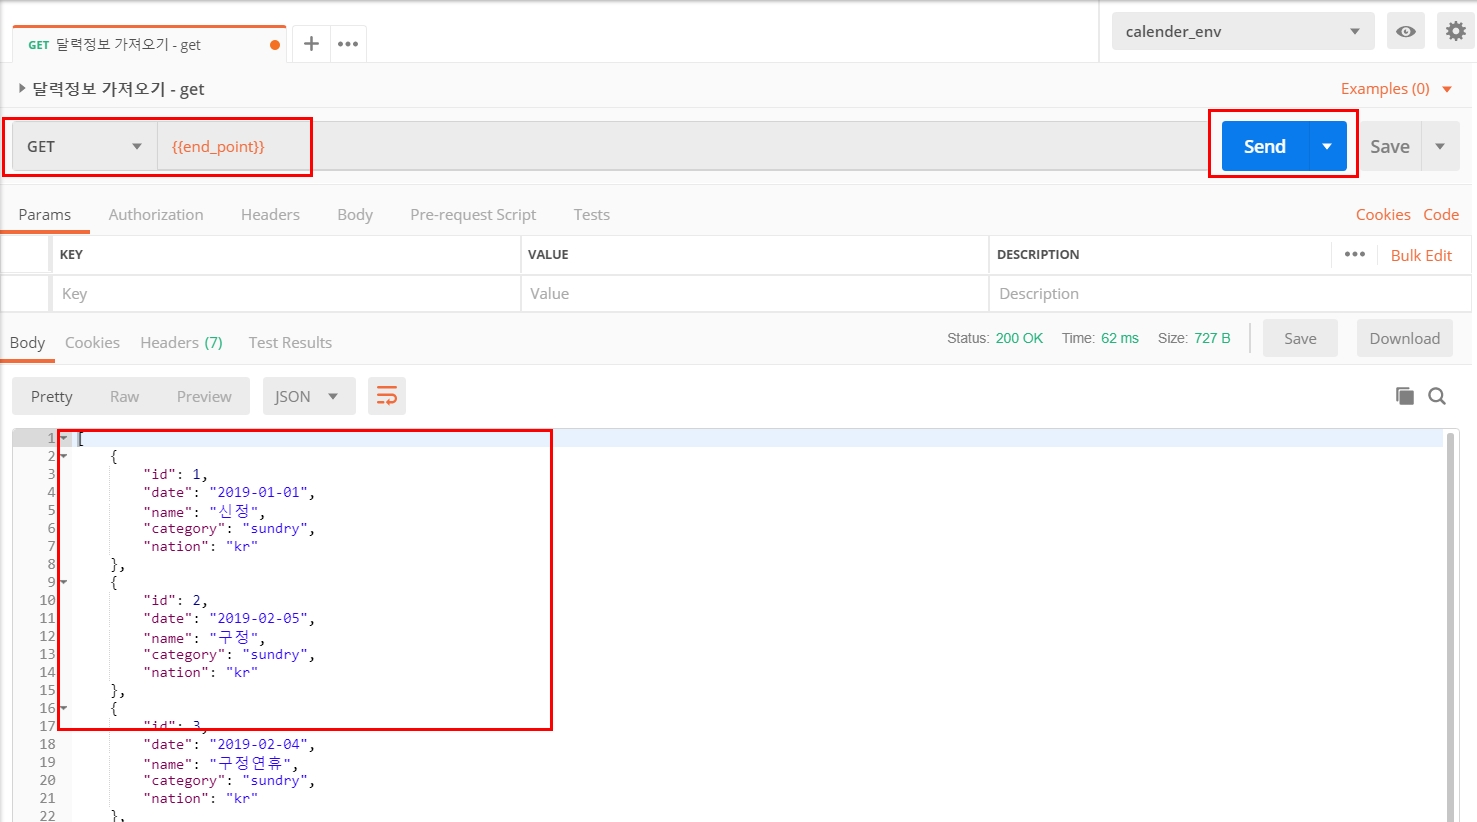 GET 달력정보 가져오기 - get
calender_env
달력정보 가져오기 - get
Examples (0)
GET {{end_point}} Send Save
Params Authorization Headers Body Pre-request Script Tests Cookies Code
KEY VALUE DESCRIPTION Bulk Edit
Key Value Description
Body Cookies Headers (7) Test Results Status: 200 OK Time: 62 ms Size: 727 B Save Download
Pretty Raw Preview JSON
1 [
2 {
3 "id": 1,
4 "date": "2019-01-01",
5 "name": "신정",
6 "category": "sundry",
7 "nation": "kr"
8 },
9 {
10 "id": 2,
11 "date": "2019-02-05",
12 "name": "구정",
13 "category": "sundry",
14 "nation": "kr"
15 },
16 {
17 "id": 3,
18 "date": "2019-02-04",
19 "name": "구정연휴",
20 "category": "sundry",
21 "nation": "kr"
22 },